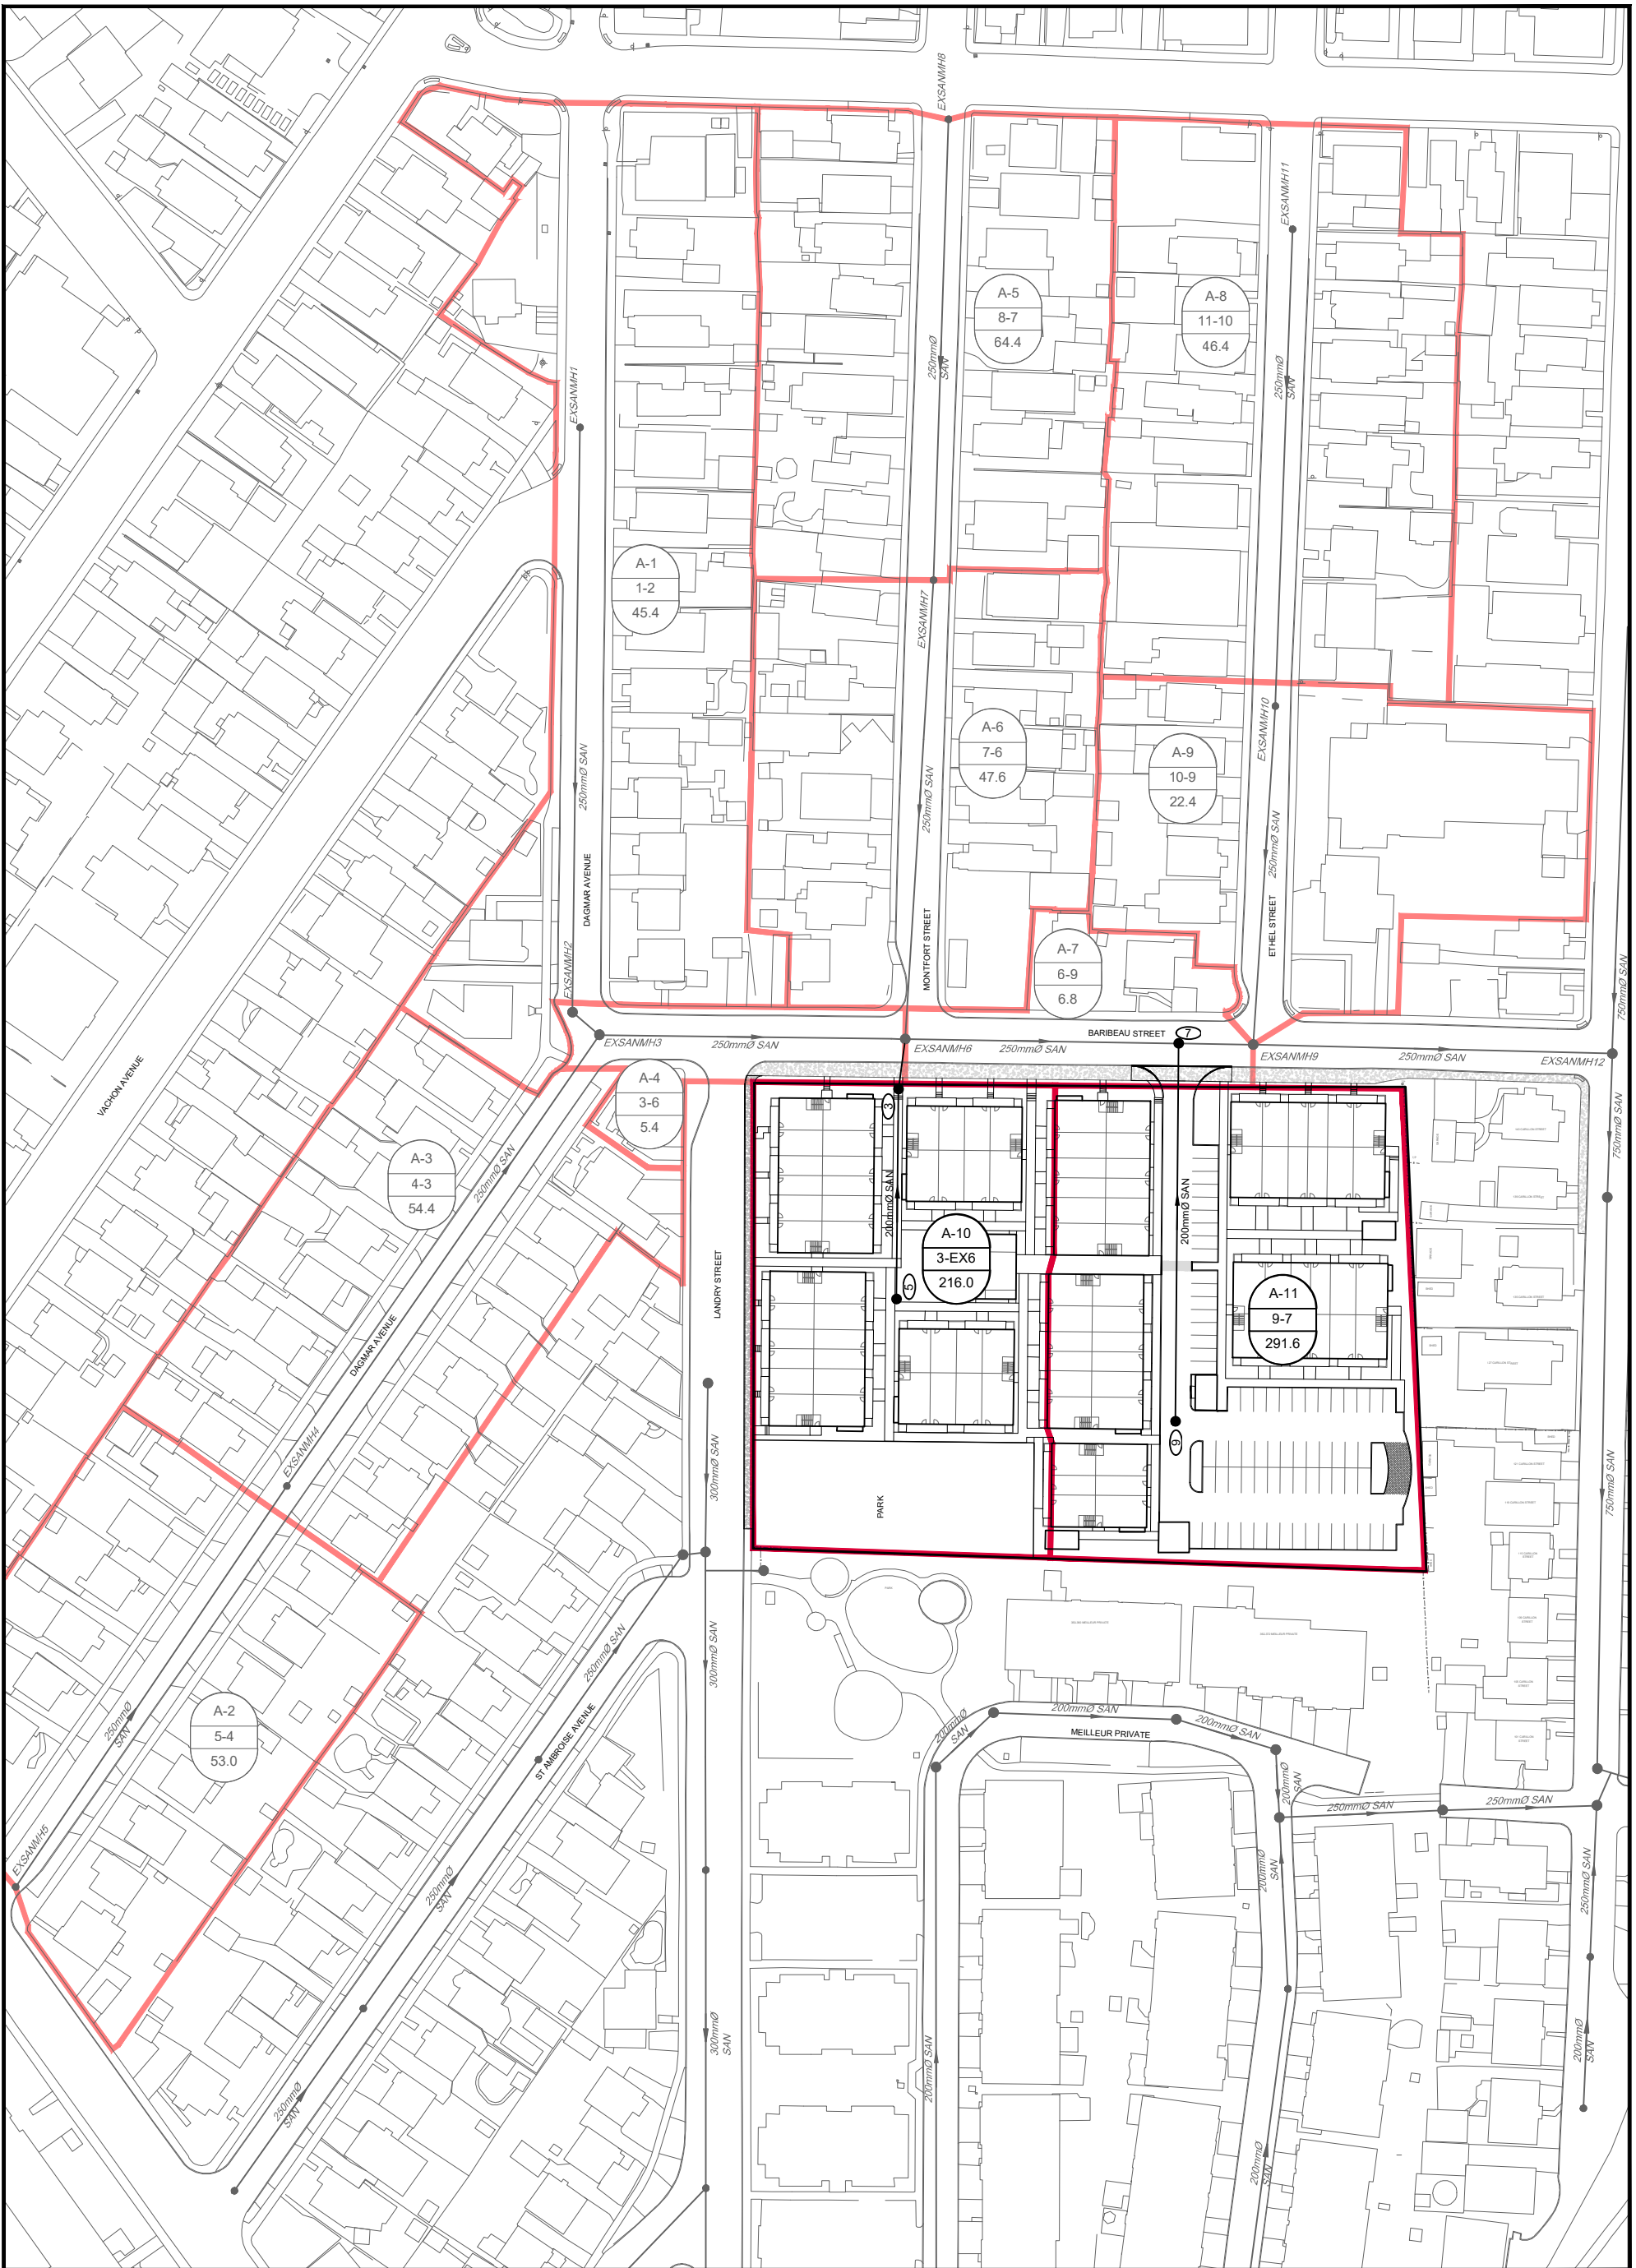 EXSANMH8
EXSANMH11
A-5
8-7
64.4
A-8
11-10
46.4
250mmØ
SAN
250mmØ
SAN
EXSANMH1
A-1
1-2
45.4
EXSANMH7
EXSANMH10
A-6
7-6
47.6
A-9
10-9
22.4
250mmØ SAN
250mmØ SAN
250mmØ SAN
DAGMAR AVENUE
MONTFORT STREET
ETHEL STREET
EXSANMH2
A-7
6-9
6.8
750mmØ SAN
BARIBEAU STREET
7
EXSANMH3
250mmØ SAN
EXSANMH6
250mmØ SAN
EXSANMH9
250mmØ SAN
EXSANMH12
VACHON AVENUE
A-4
3-6
5.4
3
750mmØ SAN
A-3
4-3
54.4
250mmØ SAN
200mmØ SAN
200mmØ SAN
A-10
3-EX6
216.0
5
A-11
9-7
291.6
LANDRY STREET
DAGMAR AVENUE
9
EXSANMH4
300mmØ SAN
PARK
750mmØ SAN
300mmØ SAN
250mmØ SAN
A-2
5-4
53.0
250mmØ
SAN
ST AMBROISE AVENUE
200mmØ
SAN
200mmØ SAN
200mmØ SAN
MEILLEUR PRIVATE
200mmØ
SAN
250mmØ SAN
250mmØ SAN
EXSANMH5
250mmØ
SAN
200mmØ
SAN
250mmØ SAN
300mmØ
SAN
200mmØ SAN
200mmØ
SAN
250mmØ
SAN
200mmØ
SAN